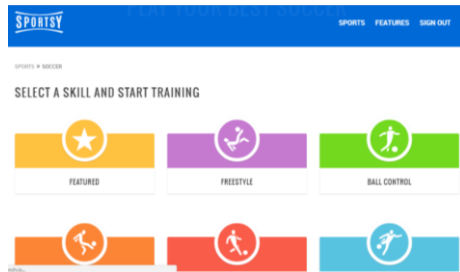 PLAY YOUR BEST SOCCER
SPORTSY
SPORTS FEATURES SIGN OUT
SPORTS > SOCCER
SELECT A SKILL AND START TRAINING
FEATURED FREESTYLE BALL CONTROL